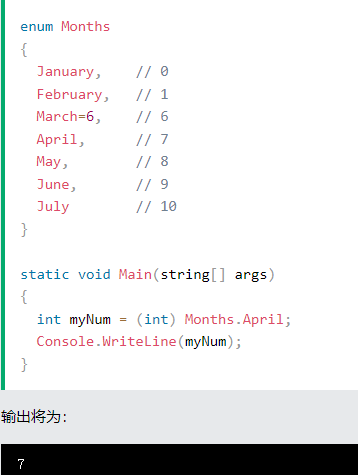 enum Months
{
  January,    // 0
  February,   // 1
  March=6,    // 6
  April,      // 7
  May,        // 8
  June,       // 9
  July        // 10
}

static void Main(string[] args)
{
  int myNum = (int) Months.April;
  Console.WriteLine(myNum);
}
输出将为：
7